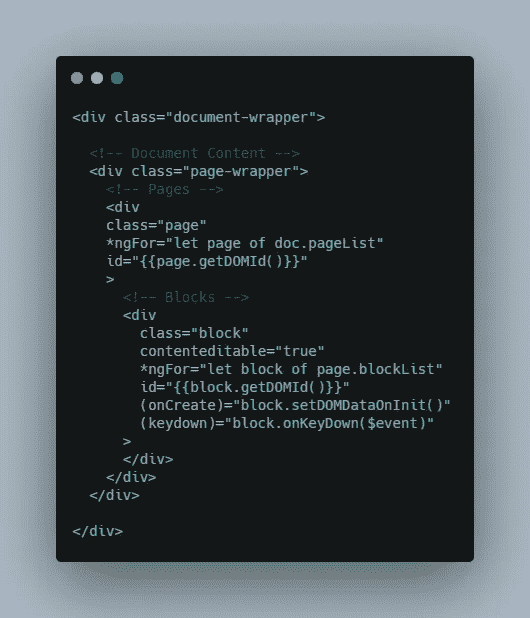 <div class="document-wrapper">
<!-- Document Content -->
<div class="page-wrapper">
<!-- Pages -->
<div
class="page"
*ngFor="let page of doc.pageList"
id="{{page.getDOMId()}}"
>
<!-- Blocks -->
<div
class="block"
contenteditable="true"
*ngFor="let block of page.blockList"
id="{{block.getDOMId()}}"
(onCreate)="block.setDOMDataOnInit()"
(keydown)="block.onKeyDown($event)"
>
</div>
</div>
</div>
</div>